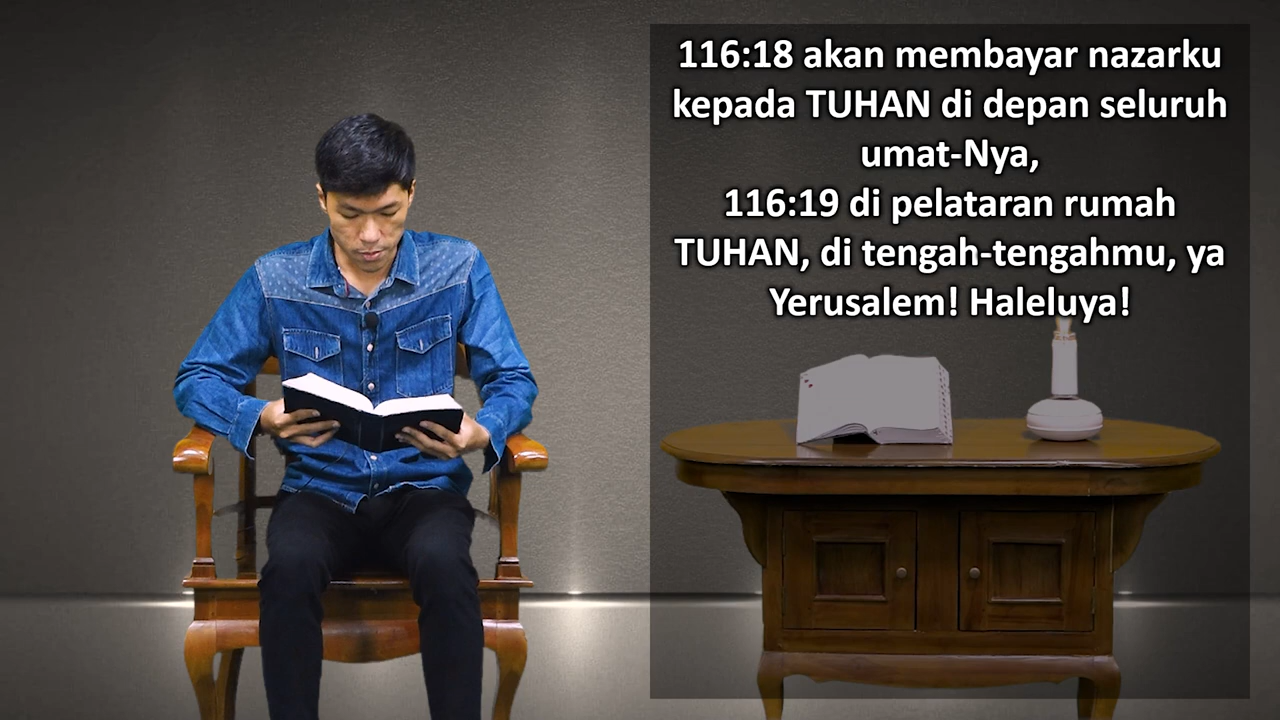 116:18 akan membayar nazarku
kepada TUHAN di depan seluruh
umat-Nya,
116:19 di pelataran rumah
TUHAN, di tengah-tengahmu, ya
Yerusalem! Haleluya!